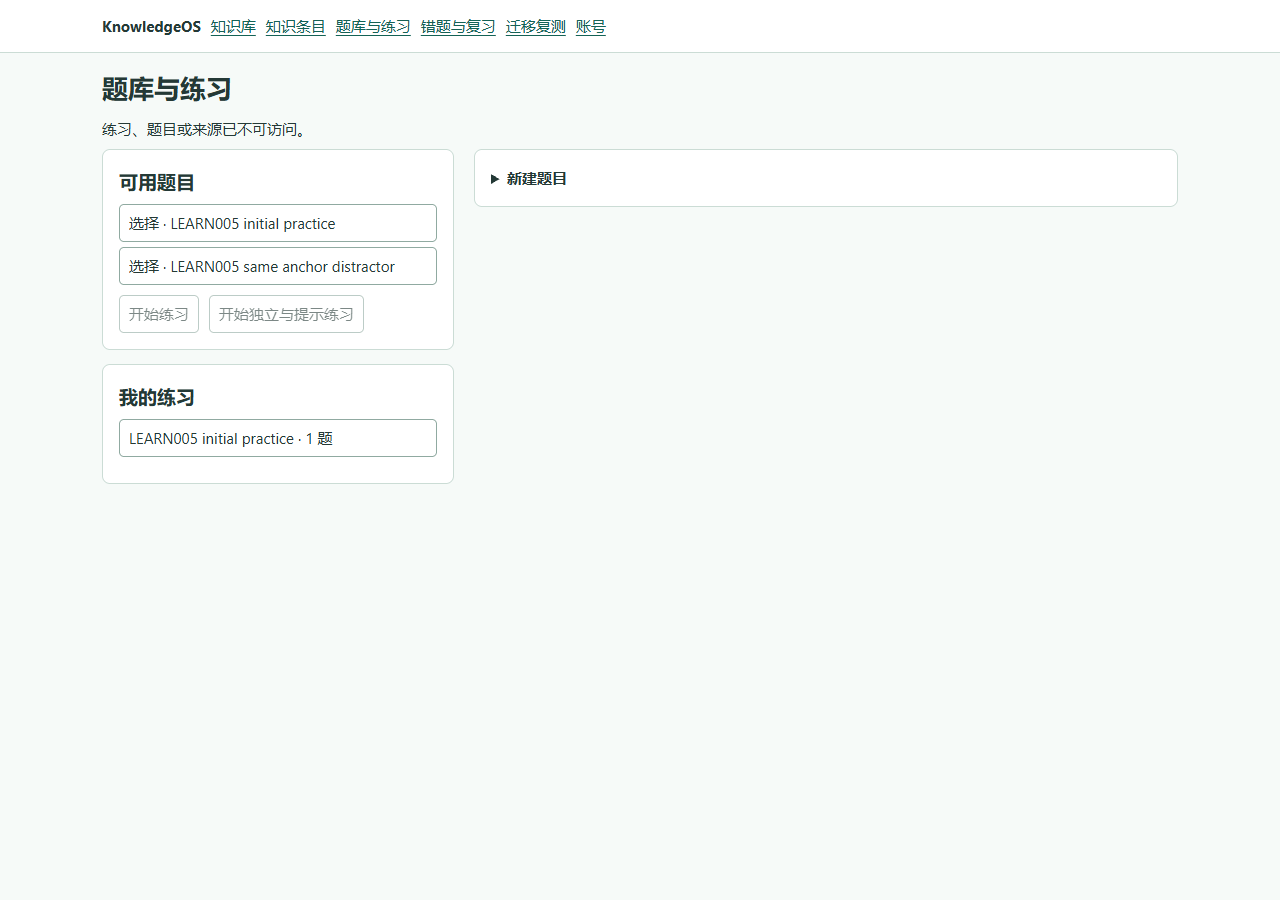 KnowledgeOS 知识库 知识条目 题库与练习 错题与复习 迁移复测 账号
题库与练习
练习、题目或来源已不可访问。
可用题目
选择 · LEARN005 initial practice
选择 · LEARN005 same anchor distractor
开始练习 开始独立与提示练习
我的练习
LEARN005 initial practice · 1 题
新建题目